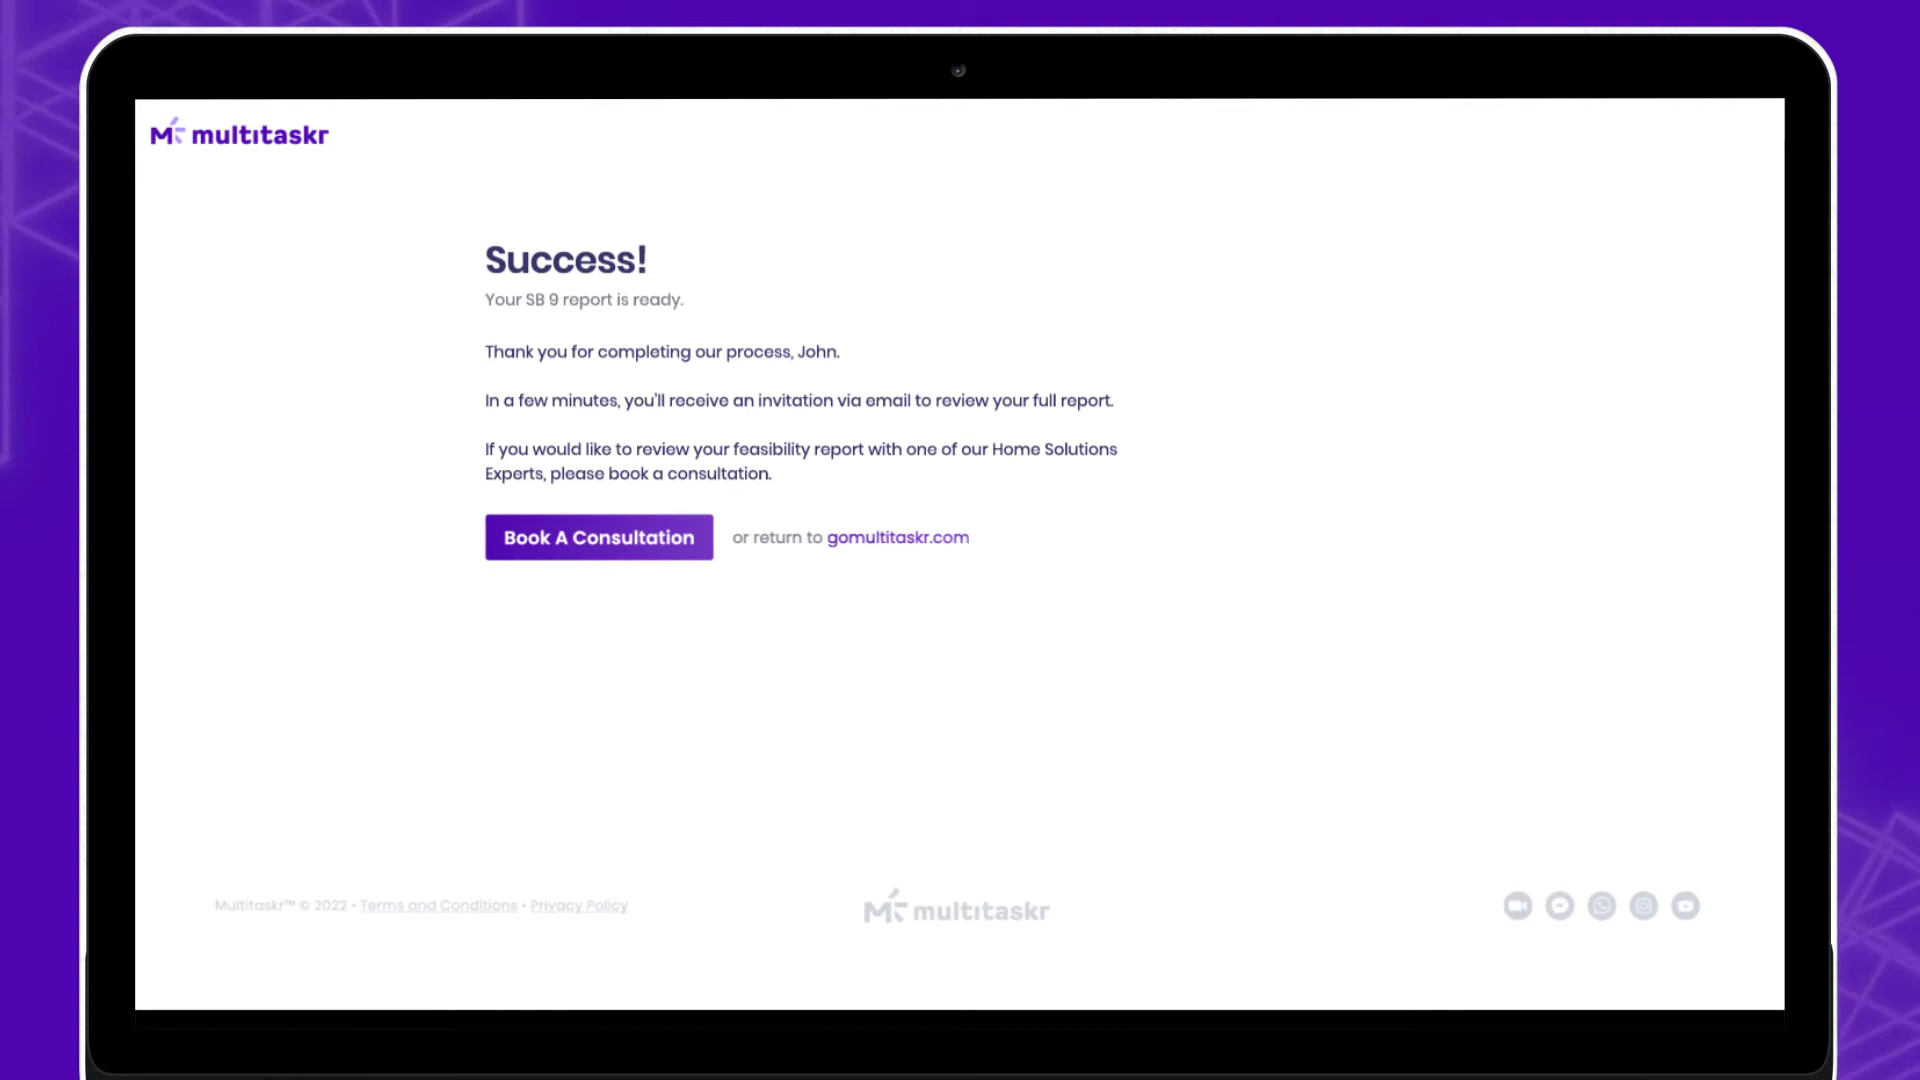 multitaskr
Success!
Your SB 9 report is ready.
Thank you for completing our process, John.
In a few minutes, you'll receive an invitation via email to review your full report.
If you would like to review your feasibility report with one of our Home Solutions
Experts, please book a consultation.
Book A Consultation or return to gomultitaskr.com
Multitaskr™ © 2022 • Terms and Conditions • Privacy Policy
multitaskr